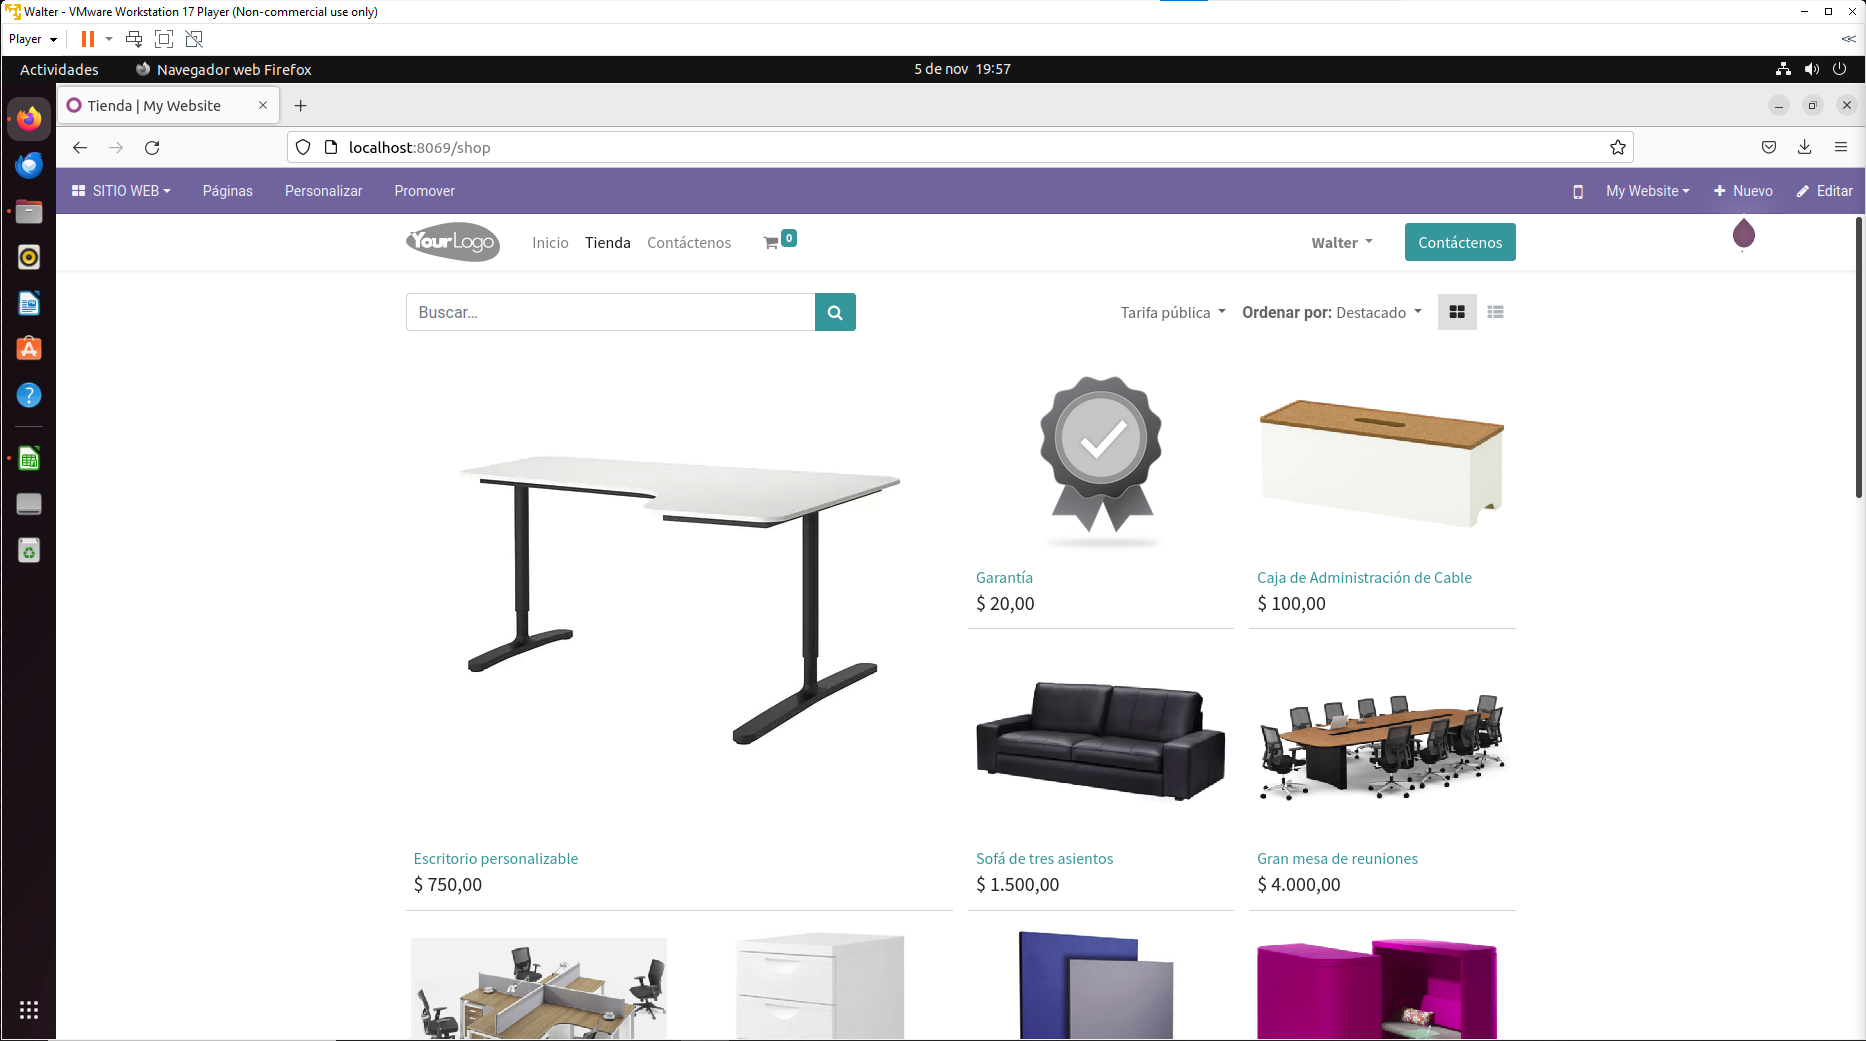 Walter - VMware Workstation 17 Player (Non-commercial use only)
Player
Actividades Navegador web Firefox 5 de nov 19:57
Tienda | My Website
localhost:8069/shop
SITIO WEB Páginas Personalizar Promover My Website Nuevo Editar
YourLogo Inicio Tienda Contáctenos 0 Walter Contáctenos
Buscar... Tarifa pública Ordenar por: Destacado
Garantía
$ 20,00
Caja de Administración de Cable
$ 100,00
Escritorio personalizable
$ 750,00
Sofá de tres asientos
$ 1.500,00
Gran mesa de reuniones
$ 4.000,00